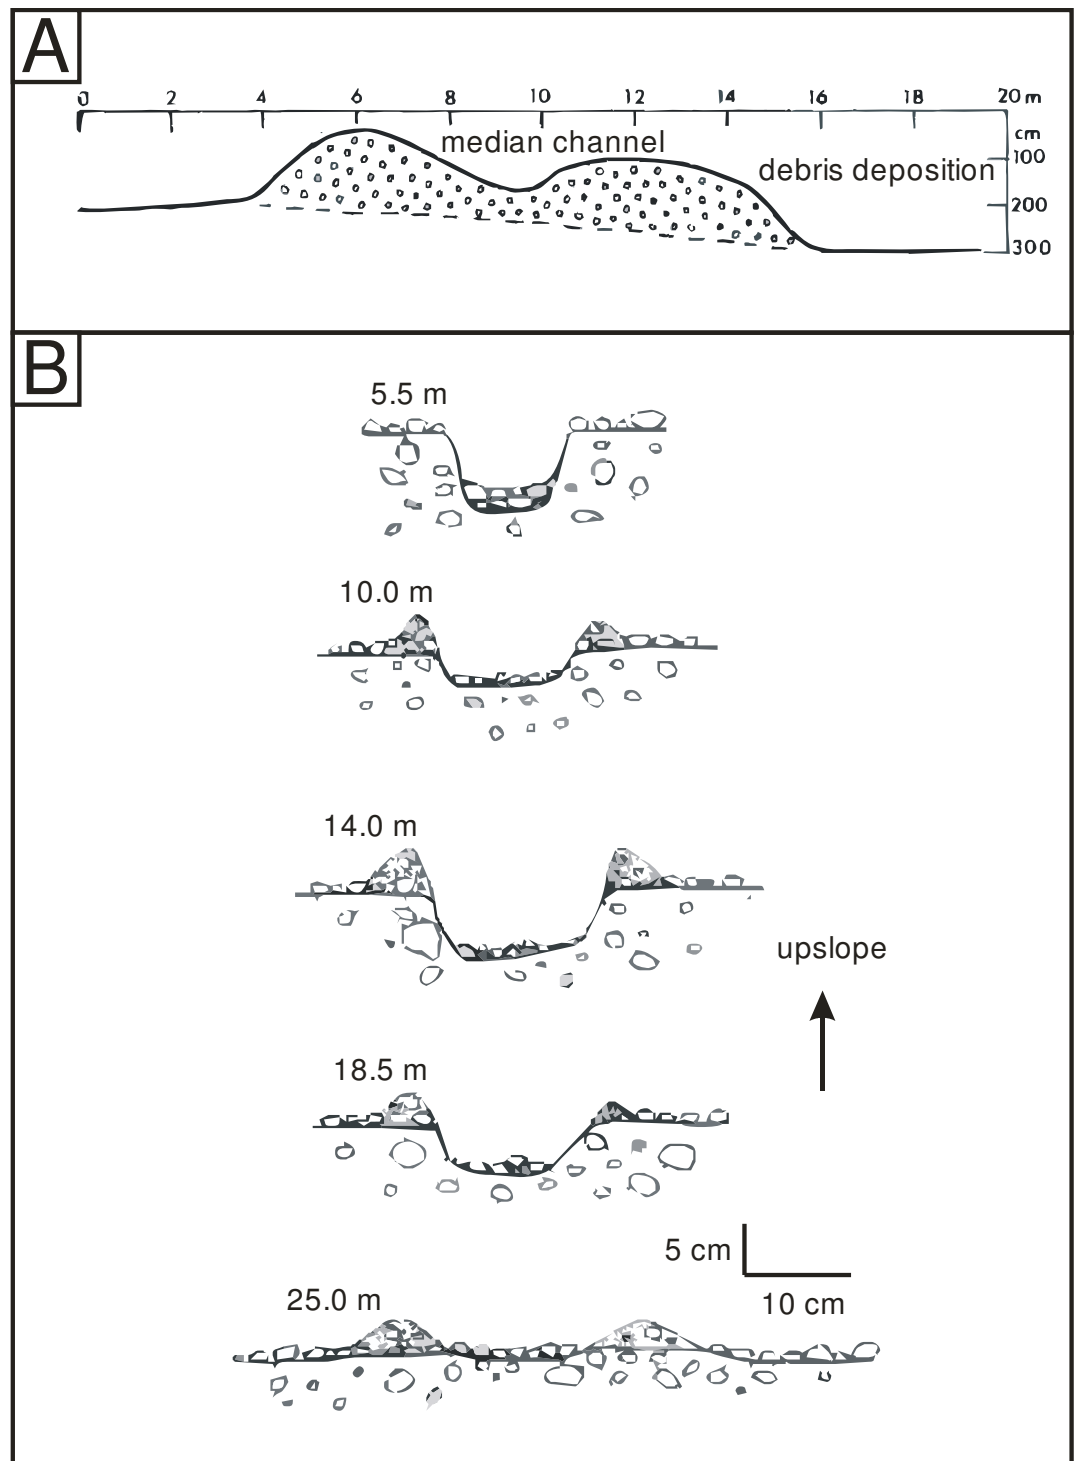 A
0 2 4 6 8 10 12 14 16 18 20 m
cm
median channel
100
debris deposition
200
300
B
5.5 m
10.0 m
14.0 m
upslope
18.5 m
5 cm
10 cm
25.0 m